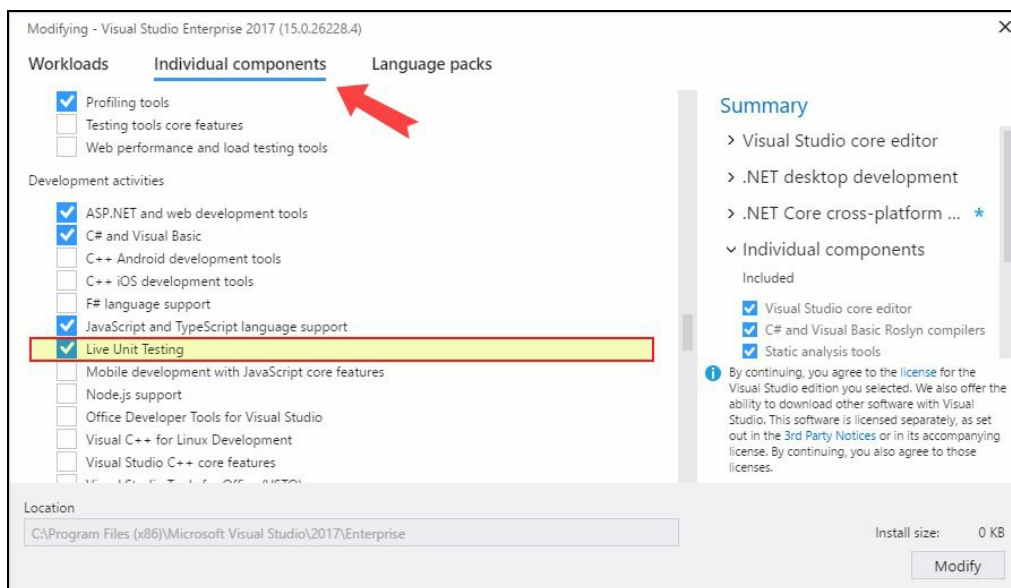 Modifying - Visual Studio Enterprise 2017 (15.0.26228.4)
Workloads Individual components Language packs
Profiling tools
Testing tools core features
Web performance and load testing tools
Development activities
ASP.NET and web development tools
C# and Visual Basic
C++ Android development tools
C++ iOS development tools
F# language support
JavaScript and TypeScript language support
Live Unit Testing
Mobile development with JavaScript core features
Node.js support
Office Developer Tools for Visual Studio
Visual C++ for Linux Development
Visual Studio C++ core features
Visual Studio Tools for Office (VSTO)
Summary
Visual Studio core editor
.NET desktop development
.NET Core cross-platform ... *
Individual components
Included
Visual Studio core editor
C# and Visual Basic Roslyn compilers
Static analysis tools
By continuing, you agree to the license for the
Visual Studio edition you selected. We also offer the
ability to download other software with Visual
Studio. This software is licensed separately, as set
out in the 3rd Party Notices or in its accompanying
license. By continuing, you also agree to those
licenses.
Location
C:\Program Files (x86)\Microsoft Visual Studio\2017\Enterprise
Install size: 0 KB
Modify